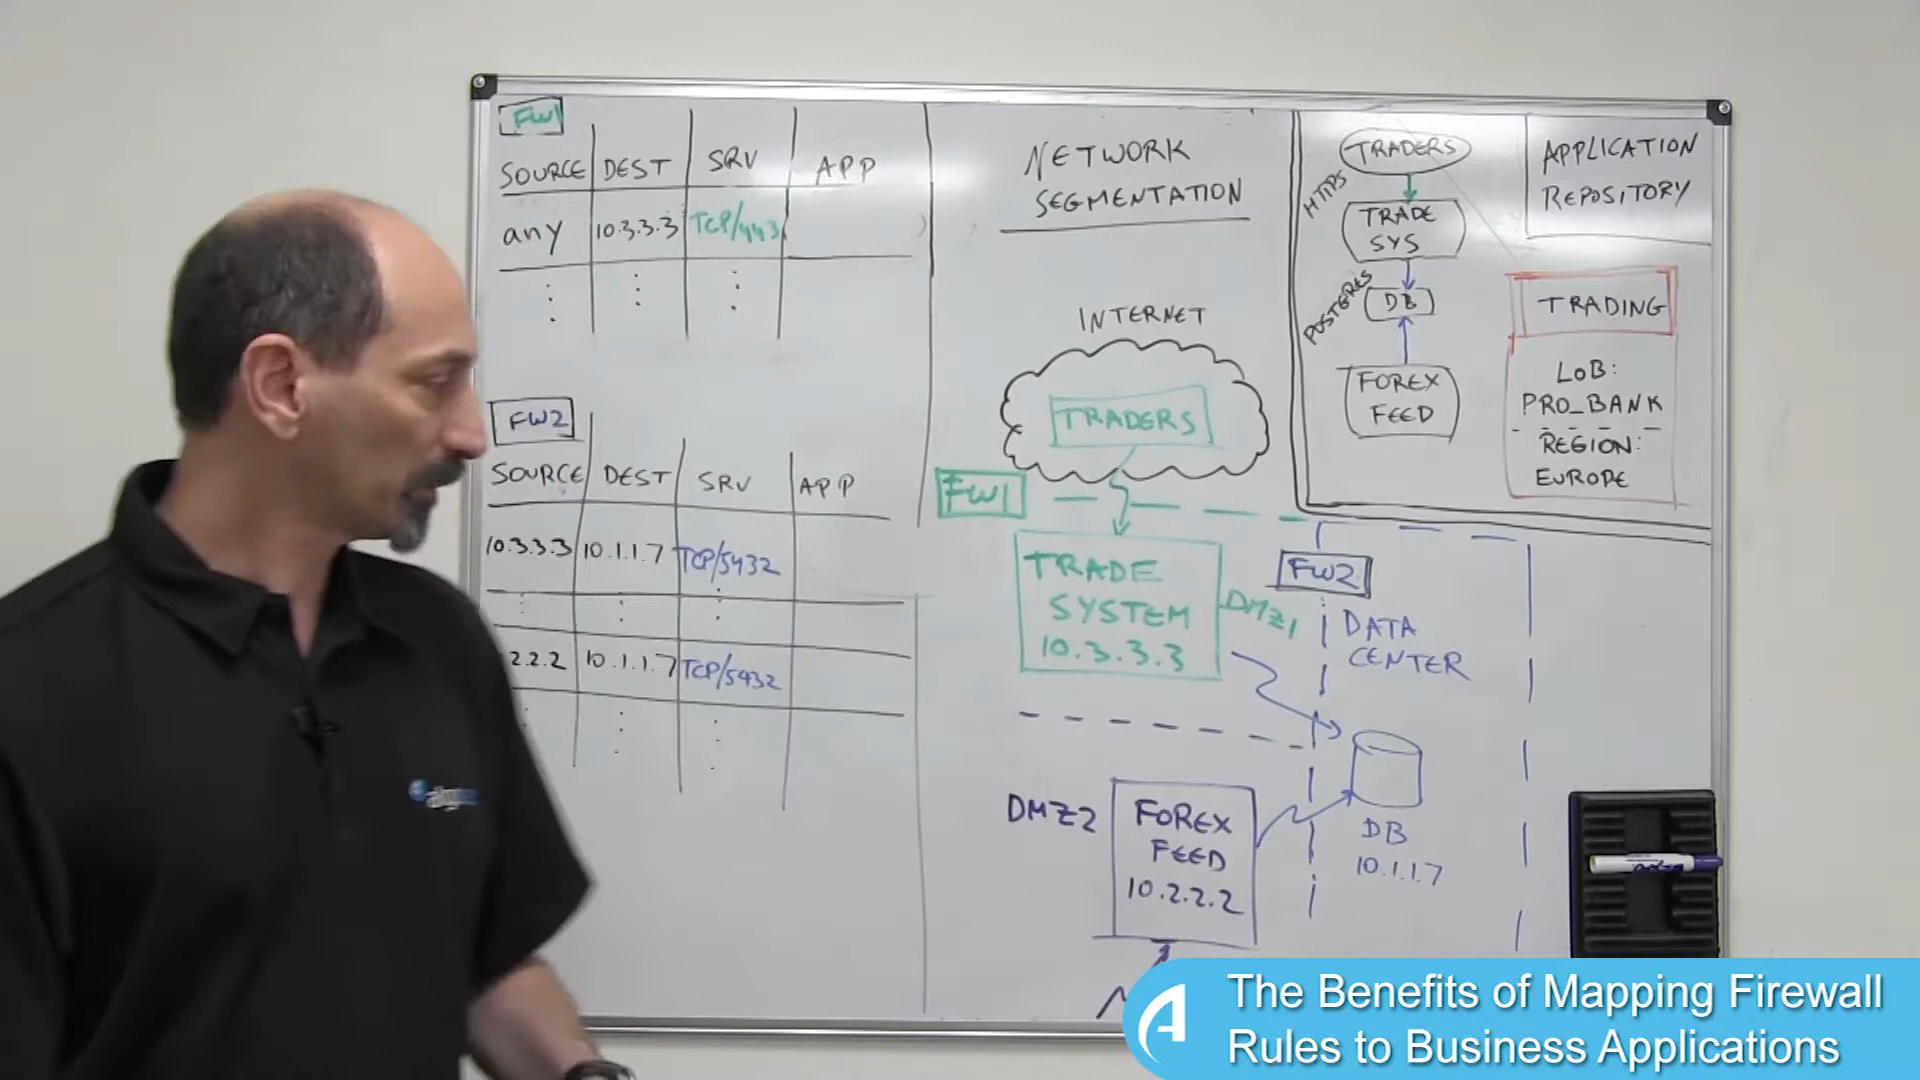 FW1
SOURCE DEST SRV APP
any 10.3.3.3 TCP/443
FW2
SOURCE DEST SRV APP
10.3.3.3 10.1.1.7 TCP/5432
2.2.2 10.1.1.7 TCP/5432
NETWORK
SEGMENTATION
INTERNET
TRADERS
FW1
TRADE
SYSTEM
10.3.3.3
DMZ1
FW2
DATA
CENTER
DMZ2
FOREX
FEED
10.2.2.2
DB
10.1.1.7
TRADERS
HTTPS
TRADE
SYS
POSTGRES
DB
FOREX
FEED
APPLICATION
REPOSITORY
TRADING
LOB:
PRO_BANK
REGION:
EUROPE
The Benefits of Mapping Firewall
Rules to Business Applications